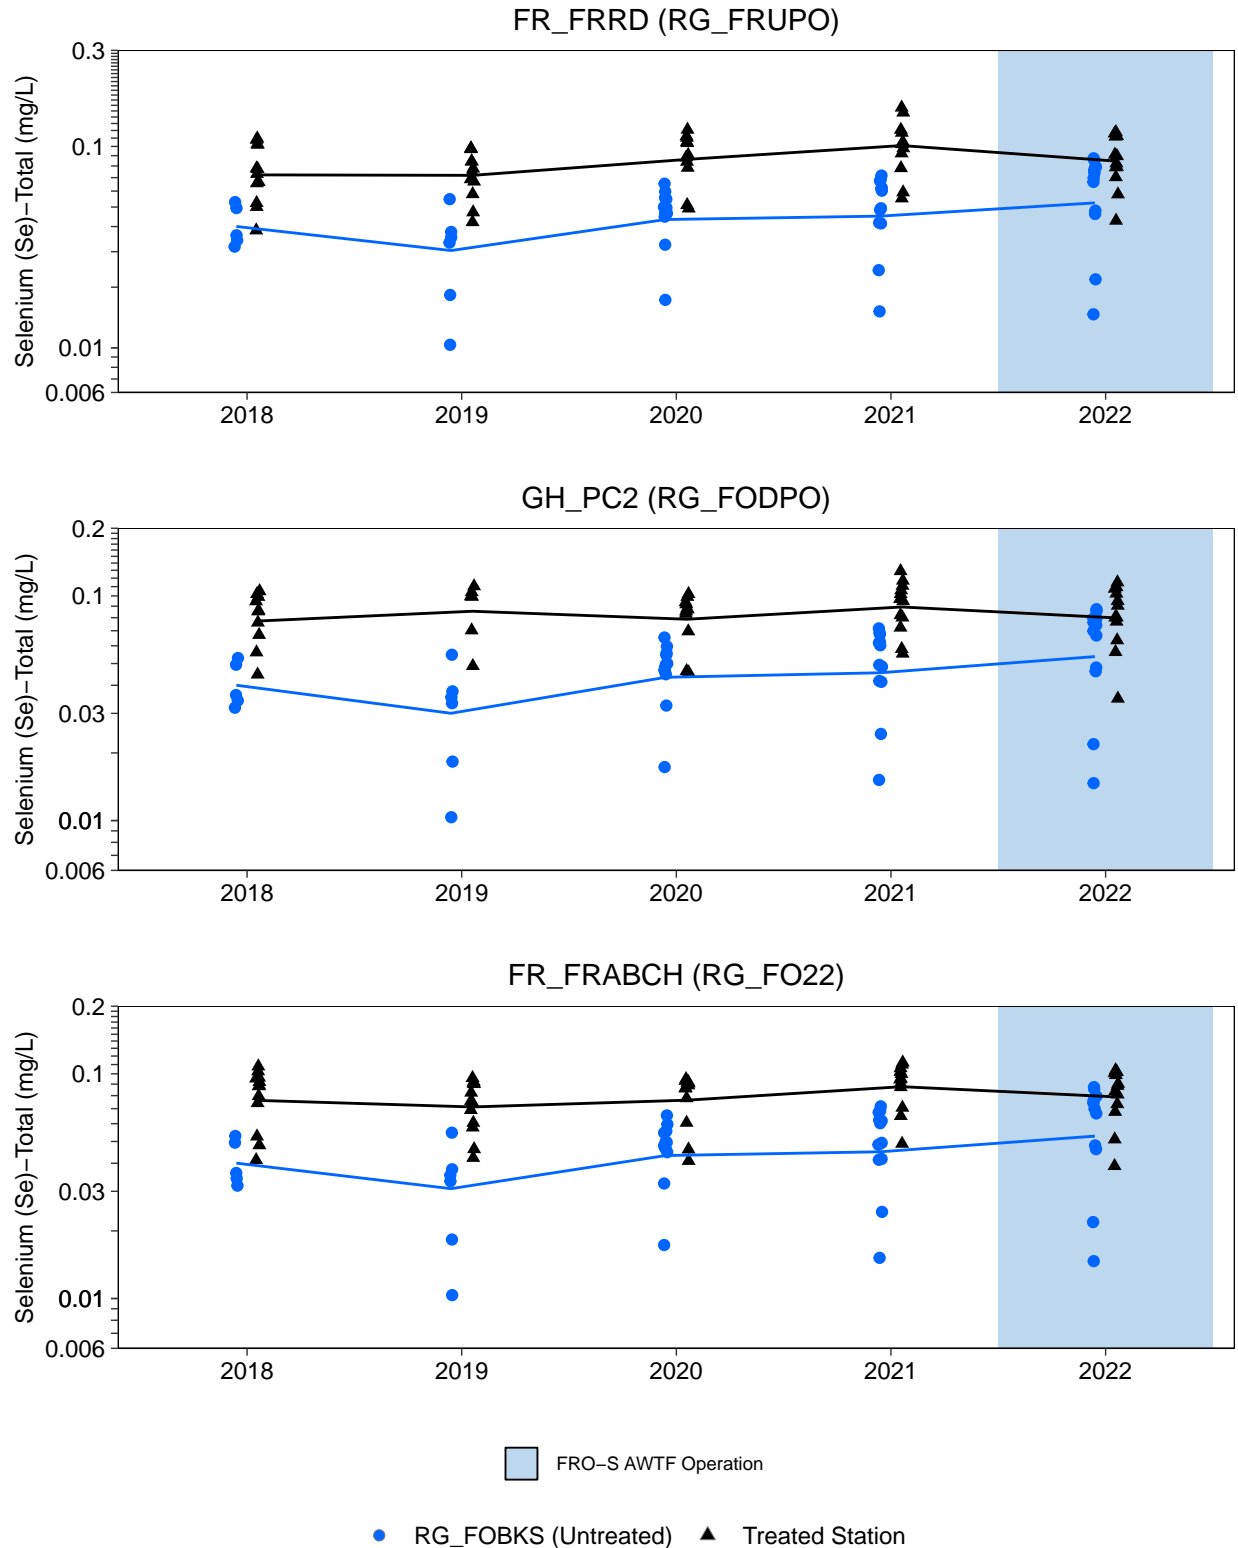 FR_FRRD (RG_FRUPO)
Selenium (Se)−Total (mg/L)
0.3
0.1
0.01
0.006
2018 2019 2020 2021 2022
GH_PC2 (RG_FODPO)
Selenium (Se)−Total (mg/L)
0.2
0.1
0.03
0.01
0.006
2018 2019 2020 2021 2022
FR_FRABCH (RG_FO22)
Selenium (Se)−Total (mg/L)
0.2
0.1
0.03
0.01
0.006
2018 2019 2020 2021 2022
FRO−S AWTF Operation
RG_FOBKS (Untreated) Treated Station